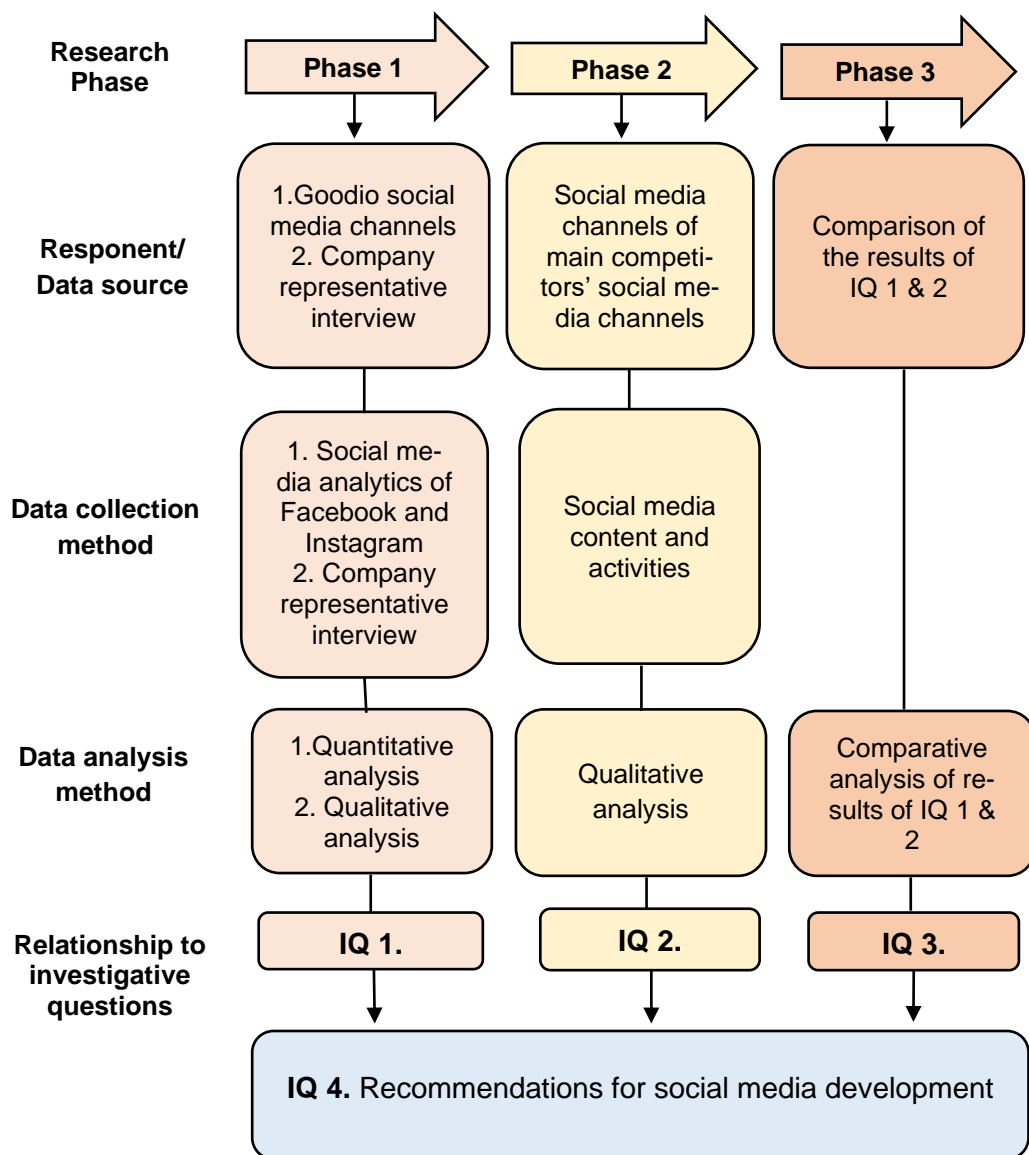 Research
Phase
Phase 1
Phase 2
Phase 3
Responent/
Data source
1.Goodio social
media channels
2. Company
representative
interview
Social media
channels of
main competi-
tors' social me-
dia channels
Comparison of
the results of
IQ 1 & 2
Data collection
method
1. Social me-
dia analytics of
Facebook and
Instagram
2. Company
representative
interview
Social media
content and
activities
Data analysis
method
1.Quantitative
analysis
2. Qualitative
analysis
Qualitative
analysis
Comparative
analysis of re-
sults of IQ 1 &
2
Relationship to
investigative
questions
IQ 1.
IQ 2.
IQ 3.
IQ 4. Recommendations for social media development